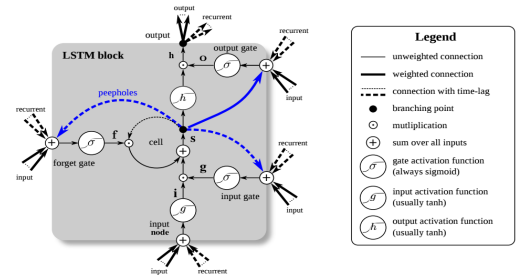 output
recurrent
output
LSTM block
h
o
output gate
σ
h
input
peepholes
recurrent
f
cell
s
σ
forget gate
g
recurrent
input
i
σ
input gate
g
input
node
input
input
recurrent
Legend
unweighted connection
weighted connection
connection with time-lag
branching point
mutliplication
sum over all inputs
gate activation function
(always sigmoid)
σ
input activation function
(usually tanh)
g
output activation function
(usually tanh)
h